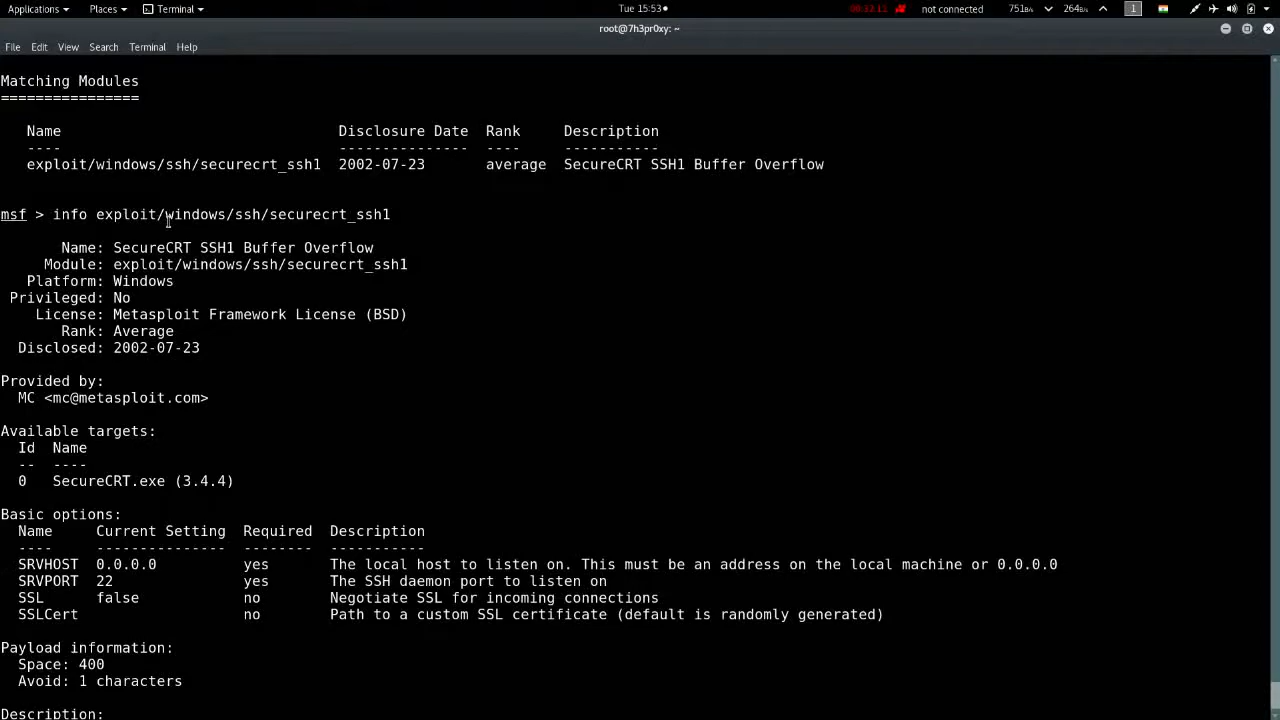 Applications Places Terminal Tue 15:53 00:32:11 not connected 751B/s 264B/s 1
root@7h3pr0xy: ~
File Edit View Search Terminal Help
Matching Modules
================
Name Disclosure Date Rank Description
---- --------------- ---- -----------
exploit/windows/ssh/securecrt_ssh1 2002-07-23 average SecureCRT SSH1 Buffer Overflow
msf > info exploit/windows/ssh/securecrt_ssh1
Name: SecureCRT SSH1 Buffer Overflow
Module: exploit/windows/ssh/securecrt_ssh1
Platform: Windows
Privileged: No
License: Metasploit Framework License (BSD)
Rank: Average
Disclosed: 2002-07-23
Provided by:
MC <mc@metasploit.com>
Available targets:
Id Name
-- ----
0 SecureCRT.exe (3.4.4)
Basic options:
Name Current Setting Required Description
---- --------------- -------- -----------
SRVHOST 0.0.0.0 yes The local host to listen on. This must be an address on the local machine or 0.0.0.0
SRVPORT 22 yes The SSH daemon port to listen on
SSL false no Negotiate SSL for incoming connections
SSLCert no Path to a custom SSL certificate (default is randomly generated)
Payload information:
Space: 400
Avoid: 1 characters
Description: